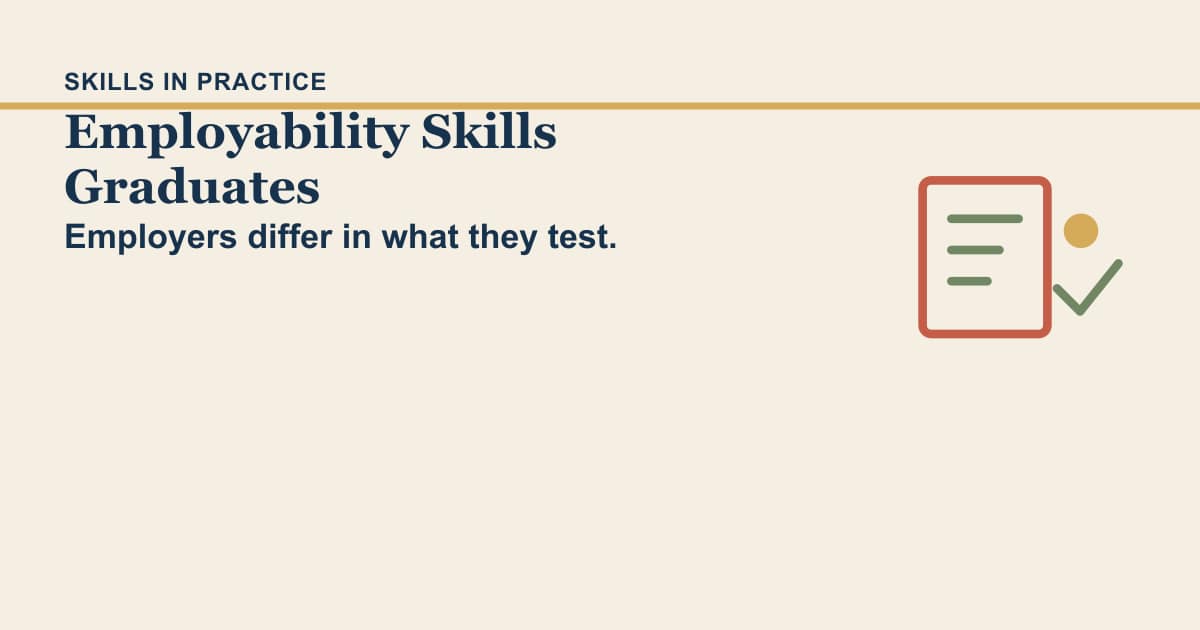 SKILLS IN PRACTICE
Employability Skills
Graduates
Employers differ in what they test.